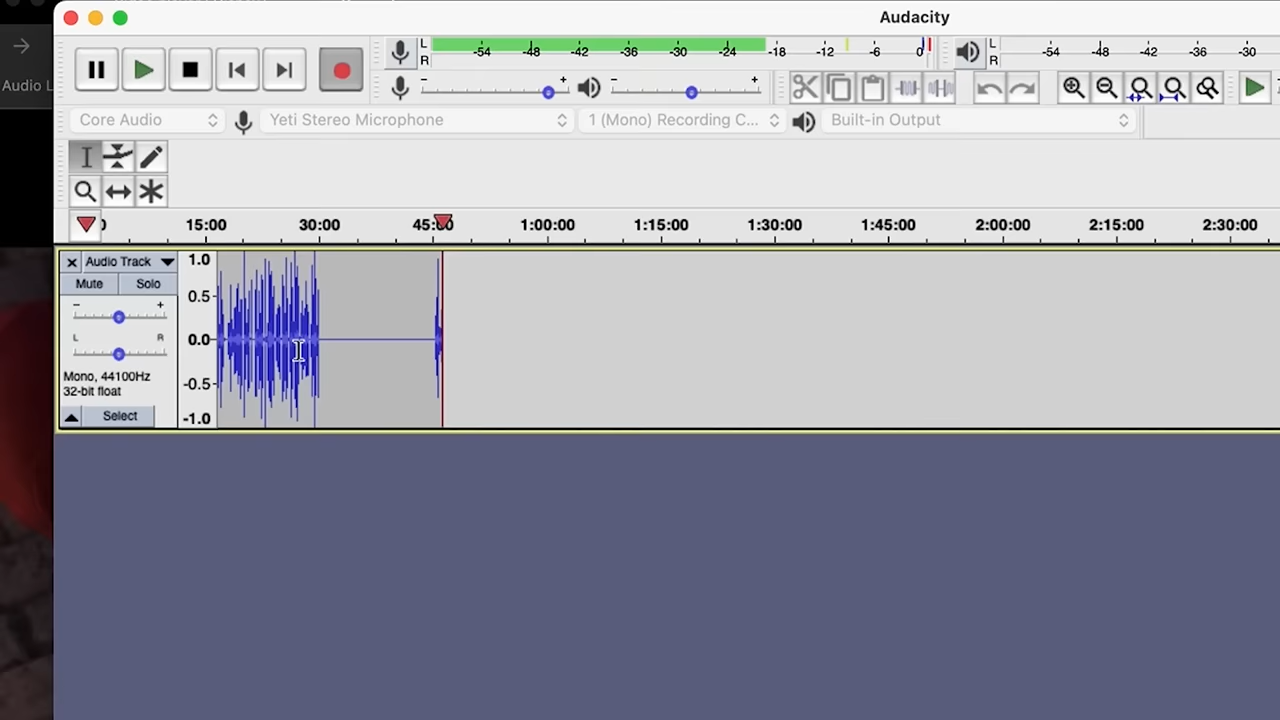 Audacity
Audio L
L
R
-54 -48 -42 -36 -30 -24 -18 -12 -6 0
L
R
-54 -48 -42 -36 -30
- + - +
Core Audio
Yeti Stereo Microphone
1 (Mono) Recording C...
Built-in Output
15:00 30:00 45:00 1:00:00 1:15:00 1:30:00 1:45:00 2:00:00 2:15:00 2:30:00
Audio Track
Mute Solo
- +
L R
Mono, 44100Hz
32-bit float
Select
1.0
0.5
0.0
-0.5
-1.0